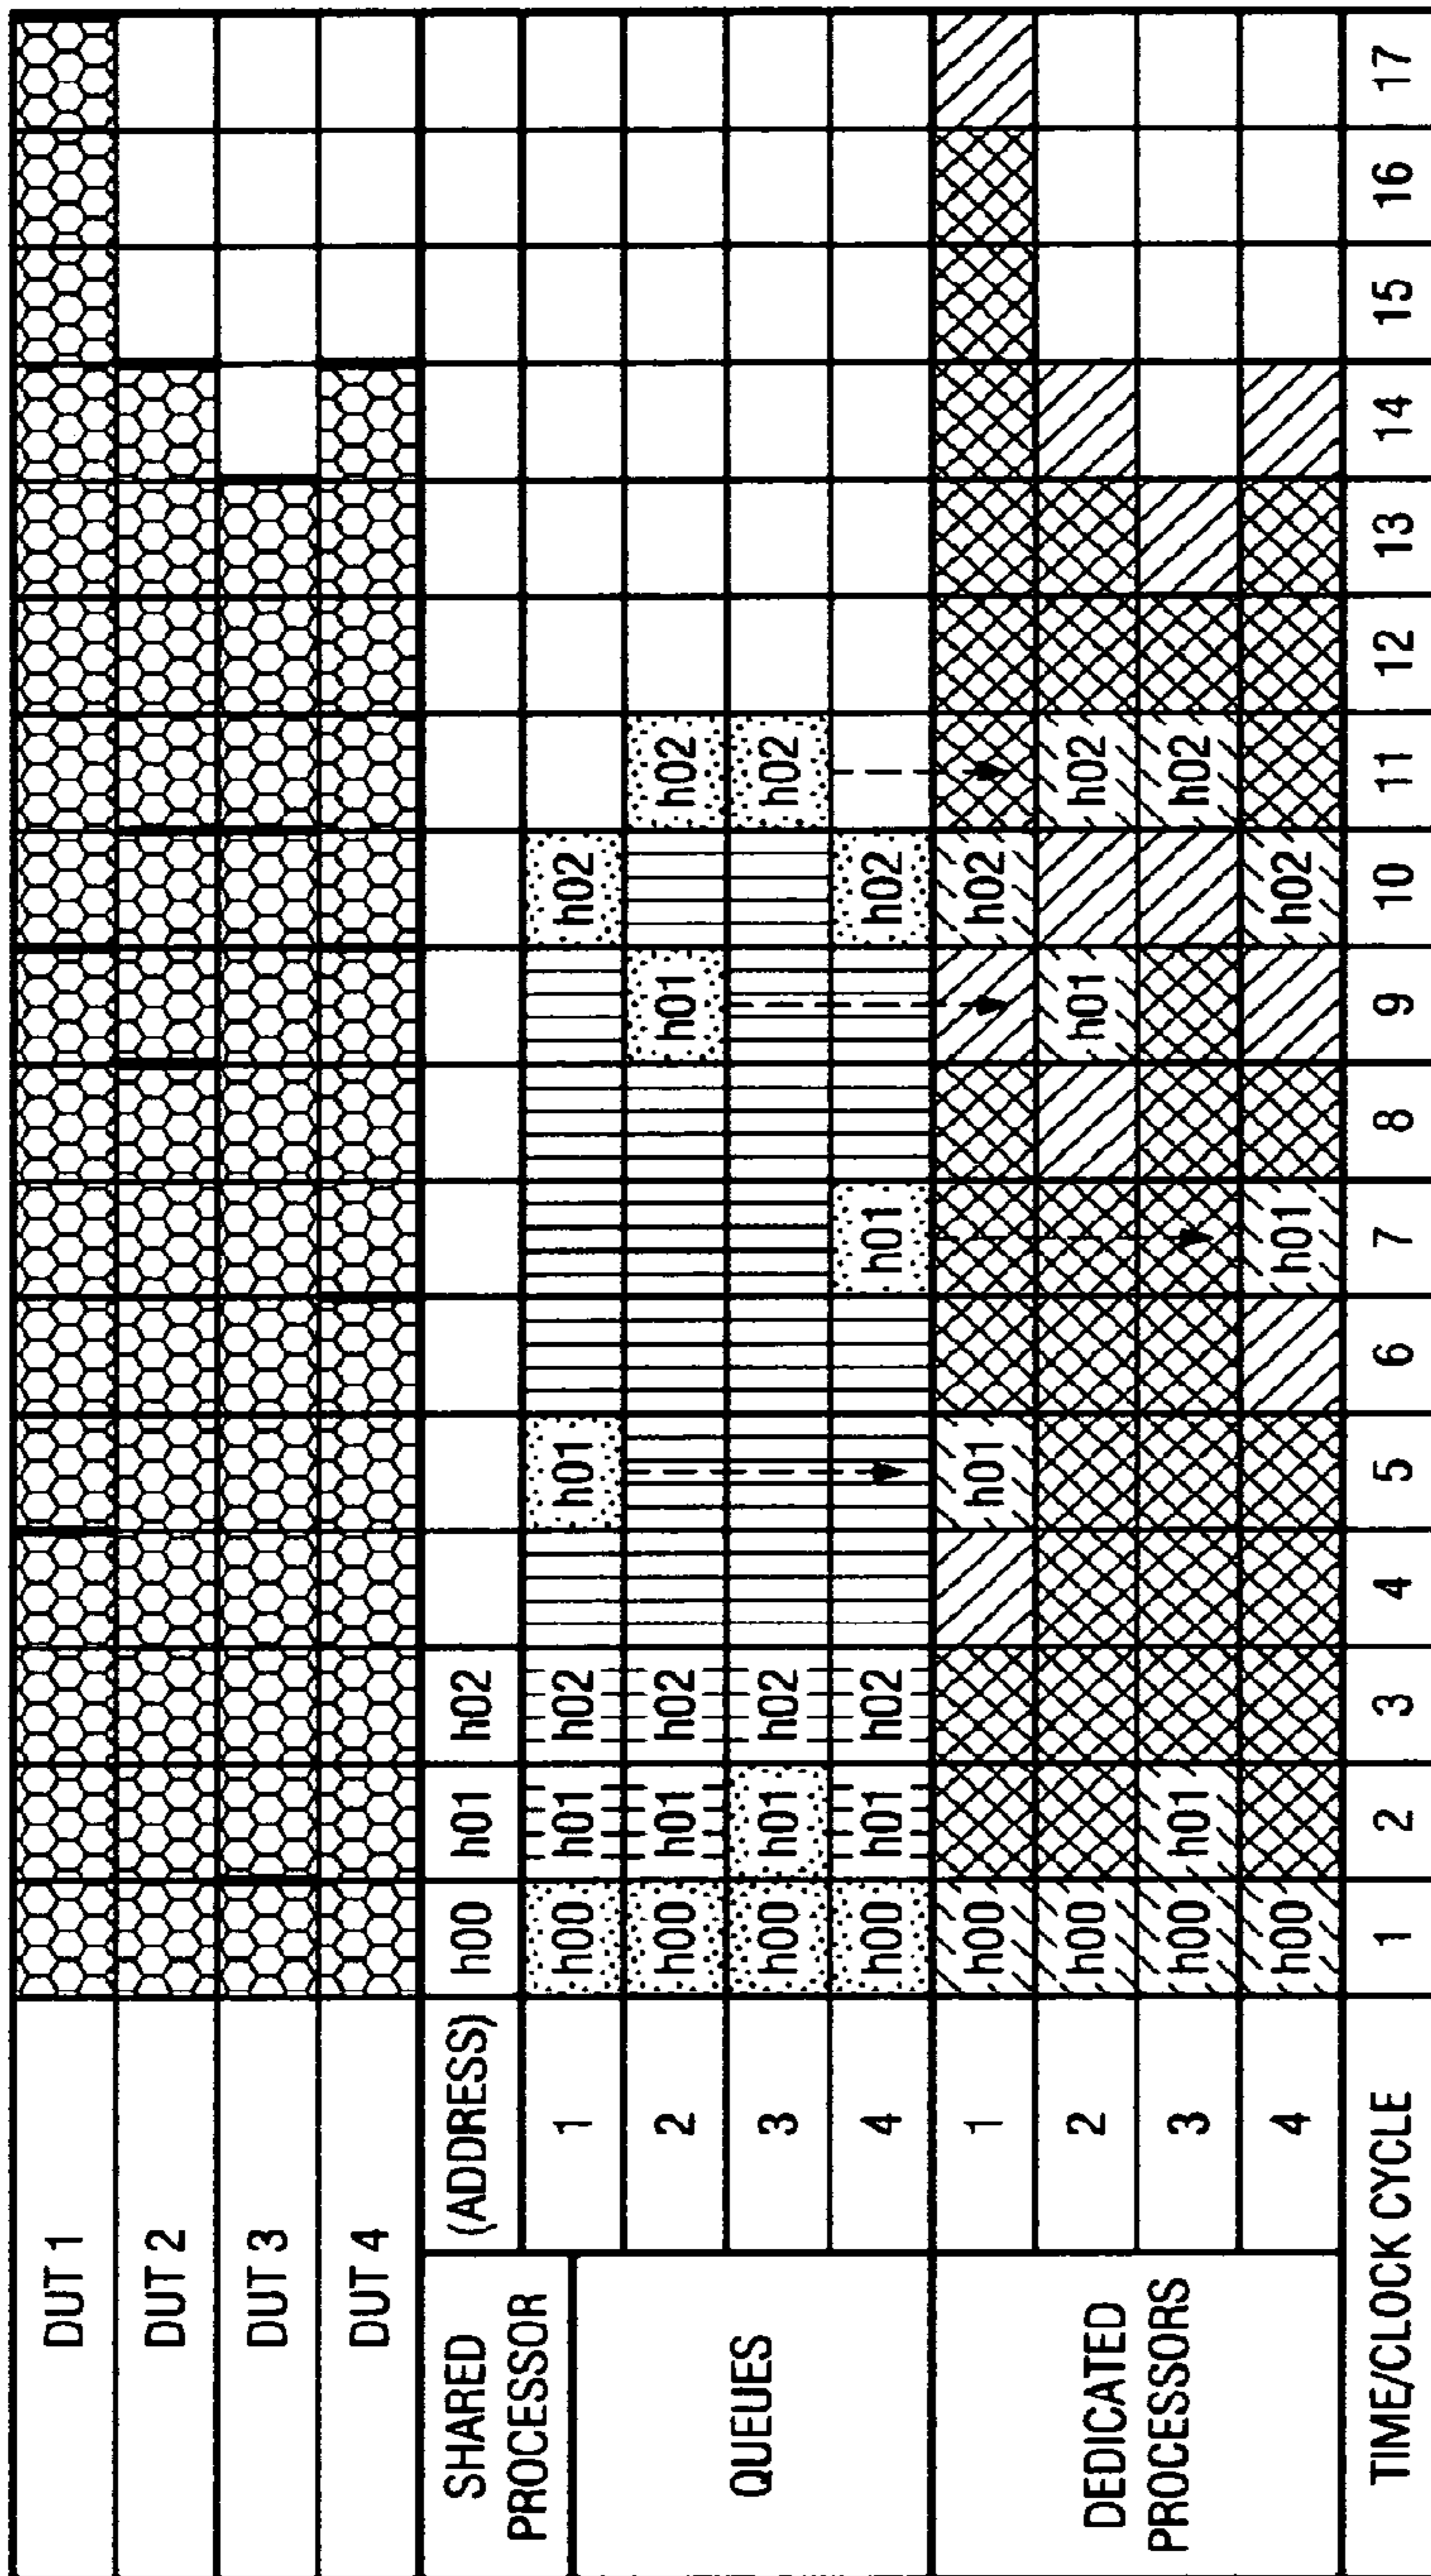 DUT 1
DUT 2
DUT 3
DUT 4
SHARED
PROCESSOR
(ADDRESS) h00 h01 h02
QUEUES
1 h00 h01 h02 h01 h02
2 h00 h01 h02 h01 h02
3 h00 h01 h02 h02
4 h00 h01 h02 h01 h02
DEDICATED
PROCESSORS
1 h00 h01 h02
2 h00 h01 h02
3 h00 h01 h02
4 h00 h01 h02
TIME/CLOCK CYCLE 1 2 3 4 5 6 7 8 9 10 11 12 13 14 15 16 17